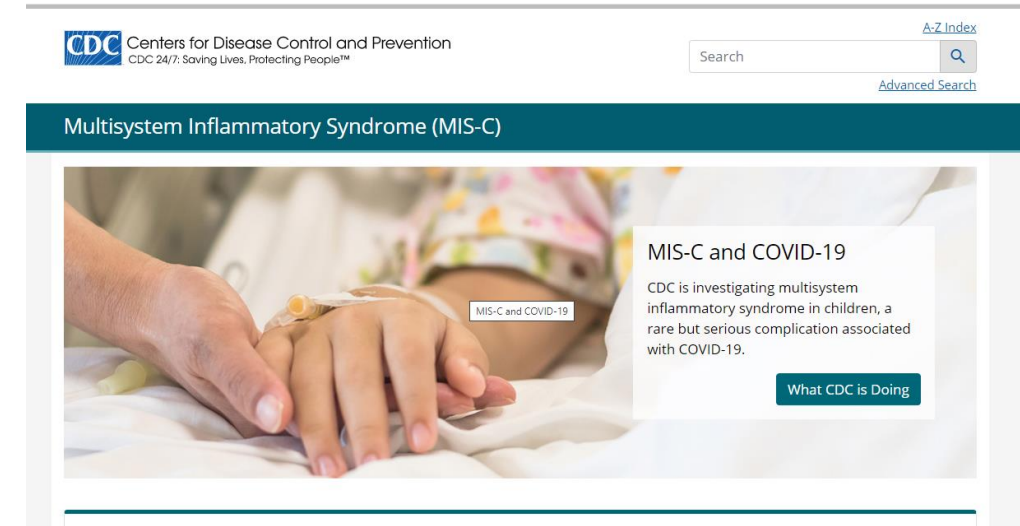 A-Z Index
CDC
Centers for Disease Control and Prevention
CDC 24/7: Saving Lives, Protecting People™
Search
Advanced Search
Multisystem Inflammatory Syndrome (MIS-C)
MIS-C and COVID-19
MIS-C and COVID-19
CDC is investigating multisystem
inflammatory syndrome in children, a
rare but serious complication associated
with COVID-19.
What CDC is Doing